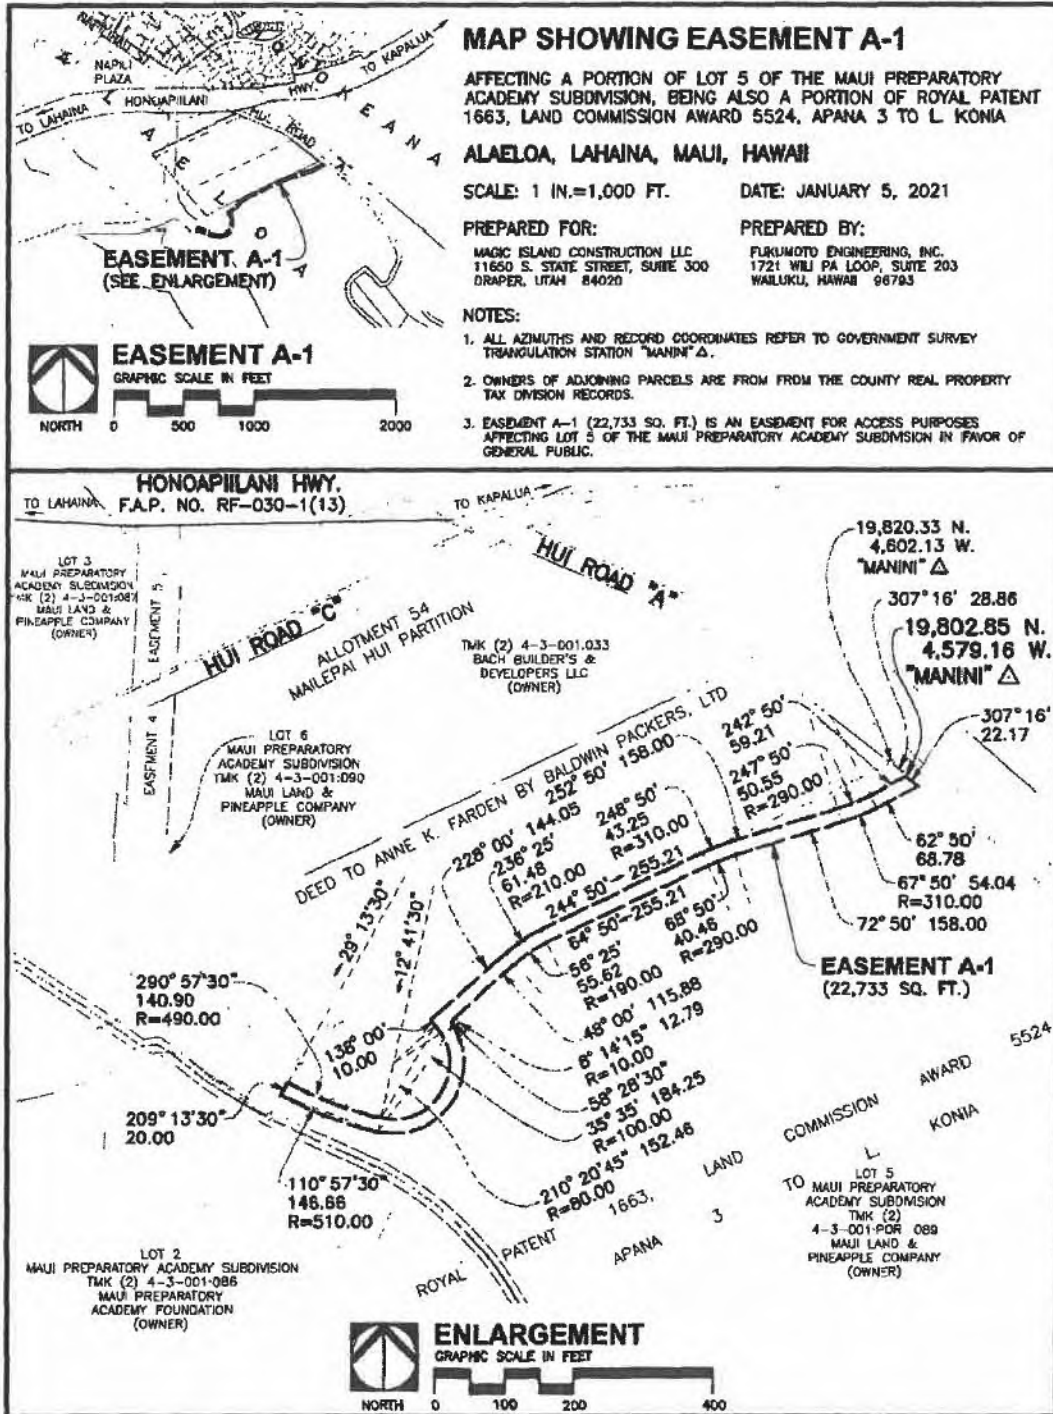 MAP SHOWING EASEMENT A-1
AFFECTING A PORTION OF LOT 5 OF THE MAUI PREPARATORY
ACADEMY SUBDIVISION, BEING ALSO A PORTION OF ROYAL PATENT
1663, LAND COMMISSION AWARD 5524, APANA 3 TO L. KONIA
ALAELOA, LAHAINA, MAUI, HAWAII
SCALE: 1 IN.=1,000 FT.
DATE: JANUARY 5, 2021
PREPARED FOR:
MAGIC ISLAND CONSTRUCTION LLC
11650 S. STATE STREET, SUITE 300
DRAPER, UTAH 84020
PREPARED BY:
FUKUMOTO ENGINEERING, INC.
1721 WILI PA LOOP, SUITE 203
WAILUKU, HAWAII 96793
NOTES:
1. ALL AZIMUTHS AND RECORD COORDINATES REFER TO GOVERNMENT SURVEY
TRIANGULATION STATION "MANINI" △.
2. OWNERS OF ADJOINING PARCELS ARE FROM FROM THE COUNTY REAL PROPERTY
TAX DIVISION RECORDS.
3. EASEMENT A-1 (22,733 SQ. FT.) IS AN EASEMENT FOR ACCESS PURPOSES
AFFECTING LOT 5 OF THE MAUI PREPARATORY ACADEMY SUBDIVISION IN FAVOR OF
GENERAL PUBLIC.
NAPILI
PLAZA
TO LAHAINA
HONOAPIILANI
HWY.
TO KAPALUA
HUI ROAD
A L A E L O A
H O N O K E A N A
EASEMENT A-1
(SEE ENLARGEMENT)
EASEMENT A-1
GRAPHIC SCALE IN FEET
NORTH
0 500 1000 2000
HONOAPIILANI HWY.
F.A.P. NO. RF-030-1(13)
TO LAHAINA
TO KAPALUA
LOT 3
MAUI PREPARATORY
ACADEMY SUBDIVISION
TMK (2) 4-3-001:087
MAUI LAND &
PINEAPPLE COMPANY
(OWNER)
EASEMENT 5
EASEMENT 4
HUI ROAD "C"
HUI ROAD "A"
ALLOTMENT 54
MAILEPAI HUI PARTITION
TMK (2) 4-3-001.033
BACH BUILDER'S &
DEVELOPERS LLC
(OWNER)
LOT 6
MAUI PREPARATORY
ACADEMY SUBDIVISION
TMK (2) 4-3-001:090
MAUI LAND &
PINEAPPLE COMPANY
(OWNER)
DEED TO ANNE K. FARDEN BY BALDWIN PACKERS, LTD
19,820.33 N.
4,602.13 W.
"MANINI" △
307° 16' 28.86
19,802.85 N.
4,579.16 W.
"MANINI" △
307° 16'
22.17
242° 50'
59.21
247° 50'
50.55
R=290.00
252° 50' 158.00
248° 50'
43.25
R=310.00
244° 50' - 255.21
228° 00' 144.05
236° 25'
61.48
R=210.00
29° 13'30"
12° 41'30"
290° 57'30"
140.90
R=490.00
138° 00'
10.00
209° 13'30"
20.00
110° 57'30"
146.66
R=510.00
62° 50'
68.78
67° 50' 54.04
R=310.00
72° 50' 158.00
EASEMENT A-1
(22,733 SQ. FT.)
68° 50'
40.46
R=290.00
64° 50' - 255.21
56° 25'
55.62
R=190.00
48° 00' 115.88
8° 14'15" 12.79
R=10.00
58° 28'30"
35° 35' 184.25
R=100.00
210° 20'45" 152.46
R=80.00
ROYAL PATENT 1663, LAND COMMISSION AWARD 5524
APANA 3 TO L. KONIA
LOT 5
MAUI PREPARATORY
ACADEMY SUBDIVISION
TMK (2)
4-3-001:POR 089
MAUI LAND &
PINEAPPLE COMPANY
(OWNER)
LOT 2
MAUI PREPARATORY ACADEMY SUBDIVISION
TMK (2) 4-3-001:086
MAUI PREPARATORY
ACADEMY FOUNDATION
(OWNER)
ENLARGEMENT
GRAPHIC SCALE IN FEET
NORTH
0 100 200 400